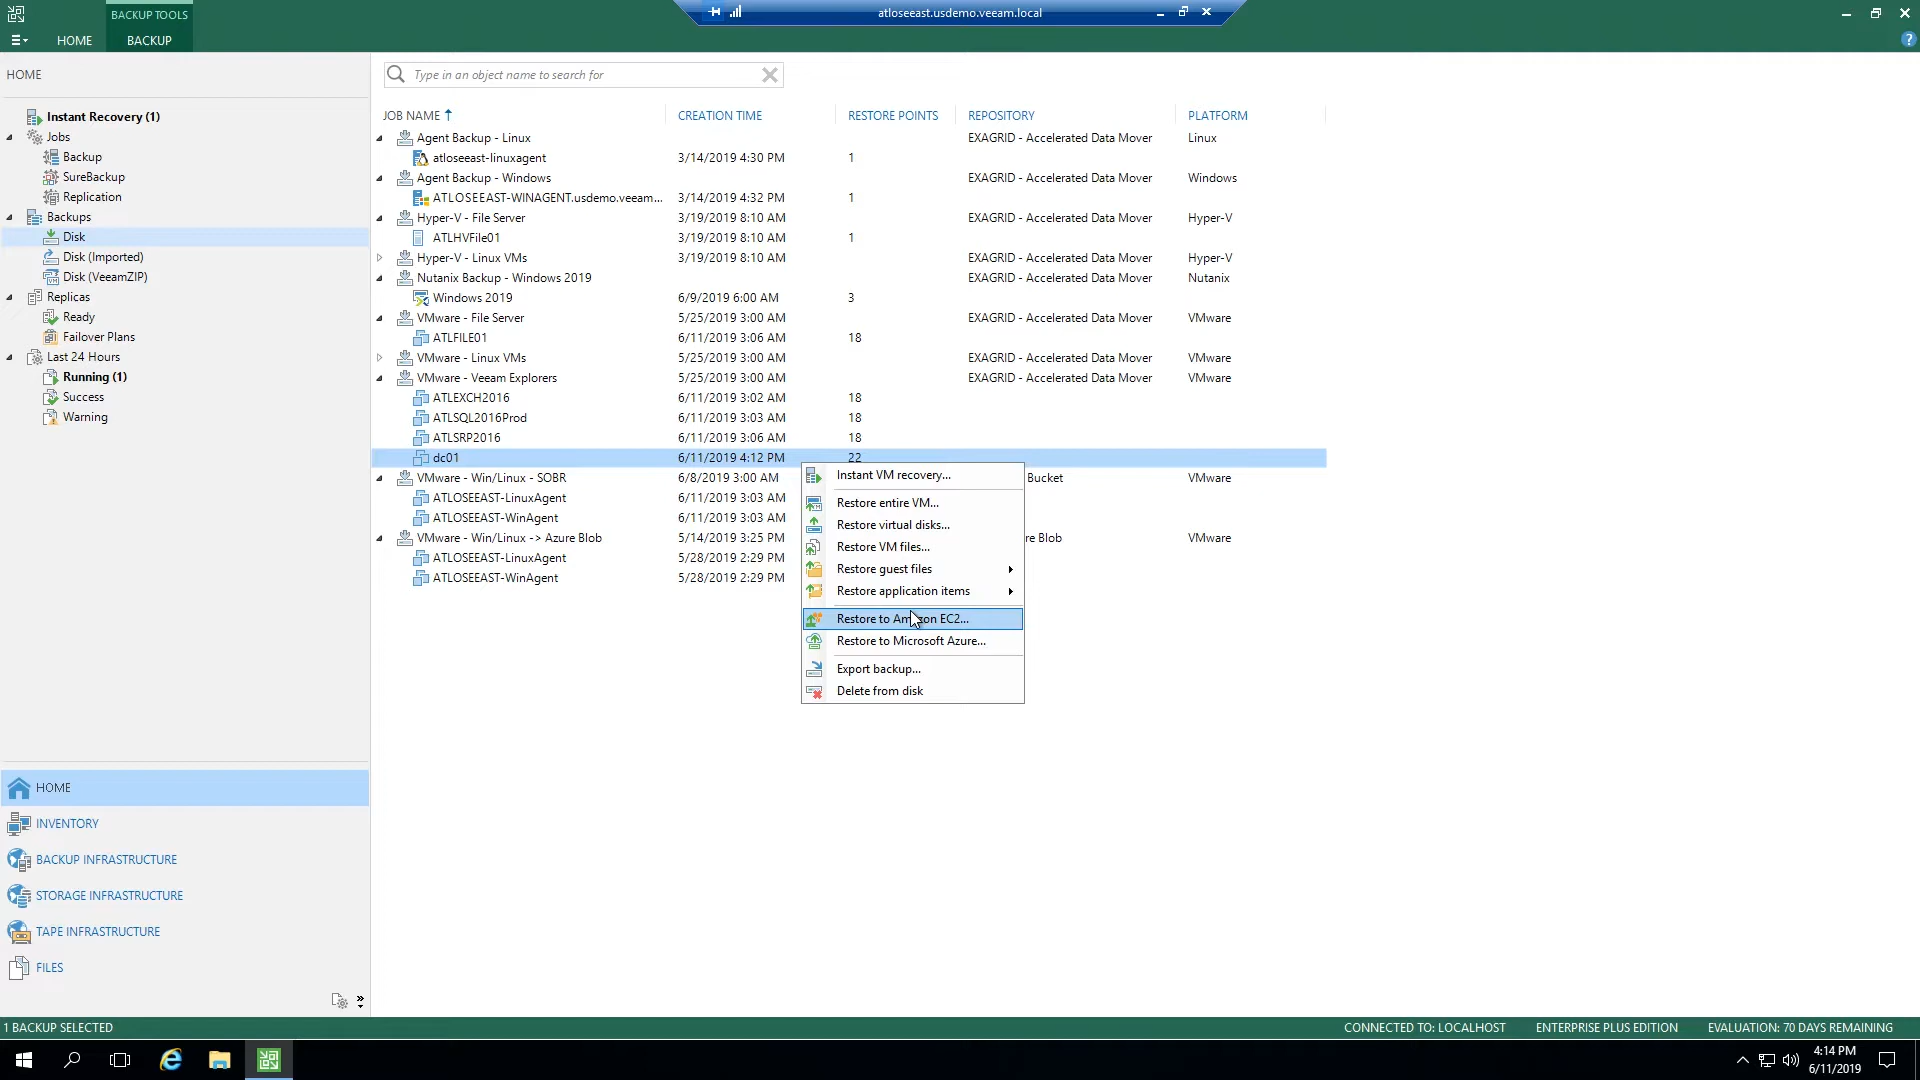 BACKUP TOOLS
atloseeast.usdemo.veeam.local
HOME
BACKUP
?
HOME
Instant Recovery (1)
Jobs
Backup
SureBackup
Replication
Backups
Disk
Disk (Imported)
Disk (VeeamZIP)
Replicas
Ready
Failover Plans
Last 24 Hours
Running (1)
Success
Warning
Type in an object name to search for
JOB NAME CREATION TIME RESTORE POINTS REPOSITORY PLATFORM
Agent Backup - Linux EXAGRID - Accelerated Data Mover Linux
atloseeast-linuxagent 3/14/2019 4:30 PM 1
Agent Backup - Windows EXAGRID - Accelerated Data Mover Windows
ATLOSEEAST-WINAGENT.usdemo.veeam... 3/14/2019 4:32 PM 1
Hyper-V - File Server 3/19/2019 8:10 AM EXAGRID - Accelerated Data Mover Hyper-V
ATLHVFile01 3/19/2019 8:10 AM 1
Hyper-V - Linux VMs 3/19/2019 8:10 AM EXAGRID - Accelerated Data Mover Hyper-V
Nutanix Backup - Windows 2019 EXAGRID - Accelerated Data Mover Nutanix
Windows 2019 6/9/2019 6:00 AM 3
VMware - File Server 5/25/2019 3:00 AM EXAGRID - Accelerated Data Mover VMware
ATLFILE01 6/11/2019 3:06 AM 18
VMware - Linux VMs 5/25/2019 3:00 AM EXAGRID - Accelerated Data Mover VMware
VMware - Veeam Explorers 5/25/2019 3:00 AM EXAGRID - Accelerated Data Mover VMware
ATLEXCH2016 6/11/2019 3:02 AM 18
ATLSQL2016Prod 6/11/2019 3:03 AM 18
ATLSRP2016 6/11/2019 3:06 AM 18
dc01 6/11/2019 4:12 PM 22
VMware - Win/Linux - SOBR 6/8/2019 3:00 AM Bucket VMware
ATLOSEEAST-LinuxAgent 6/11/2019 3:03 AM
ATLOSEEAST-WinAgent 6/11/2019 3:03 AM
VMware - Win/Linux -> Azure Blob 5/14/2019 3:25 PM re Blob VMware
ATLOSEEAST-LinuxAgent 5/28/2019 2:29 PM
ATLOSEEAST-WinAgent 5/28/2019 2:29 PM
Instant VM recovery...
Restore entire VM...
Restore virtual disks...
Restore VM files...
Restore guest files
Restore application items
Restore to Amazon EC2...
Restore to Microsoft Azure...
Export backup...
Delete from disk
HOME
INVENTORY
BACKUP INFRASTRUCTURE
STORAGE INFRASTRUCTURE
TAPE INFRASTRUCTURE
FILES
1 BACKUP SELECTED CONNECTED TO: LOCALHOST ENTERPRISE PLUS EDITION EVALUATION: 70 DAYS REMAINING
4:14 PM
6/11/2019